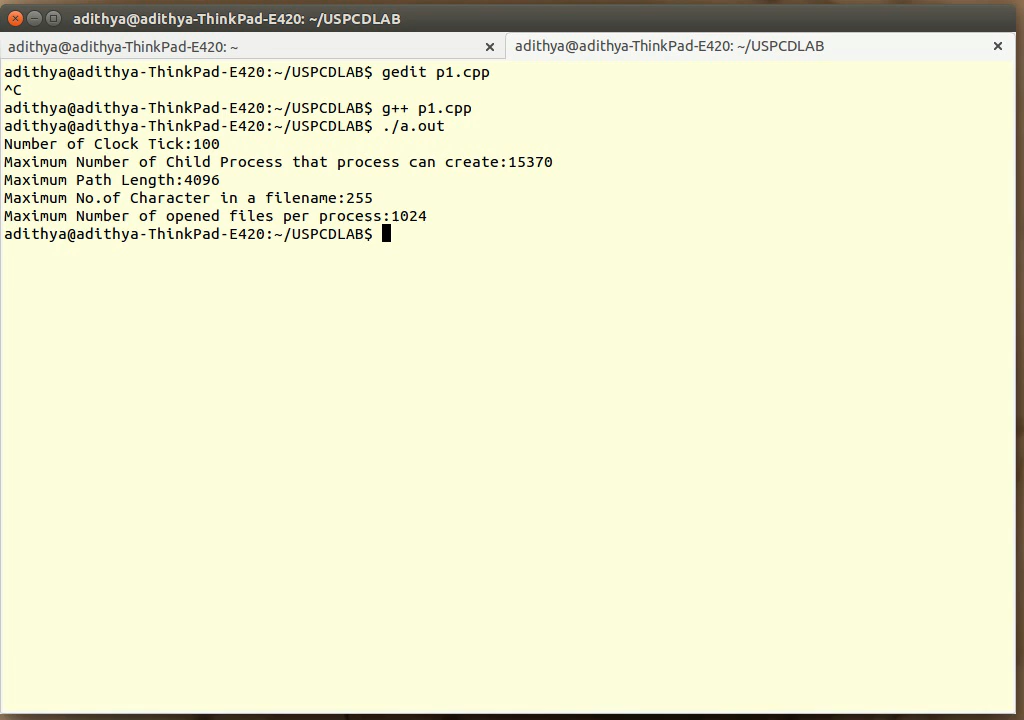 adithya@adithya-ThinkPad-E420: ~/USPCDLAB
adithya@adithya-ThinkPad-E420: ~
adithya@adithya-ThinkPad-E420: ~/USPCDLAB
adithya@adithya-ThinkPad-E420:~/USPCDLAB$ gedit p1.cpp
^C
adithya@adithya-ThinkPad-E420:~/USPCDLAB$ g++ p1.cpp
adithya@adithya-ThinkPad-E420:~/USPCDLAB$ ./a.out
Number of Clock Tick:100
Maximum Number of Child Process that process can create:15370
Maximum Path Length:4096
Maximum No.of Character in a filename:255
Maximum Number of opened files per process:1024
adithya@adithya-ThinkPad-E420:~/USPCDLAB$